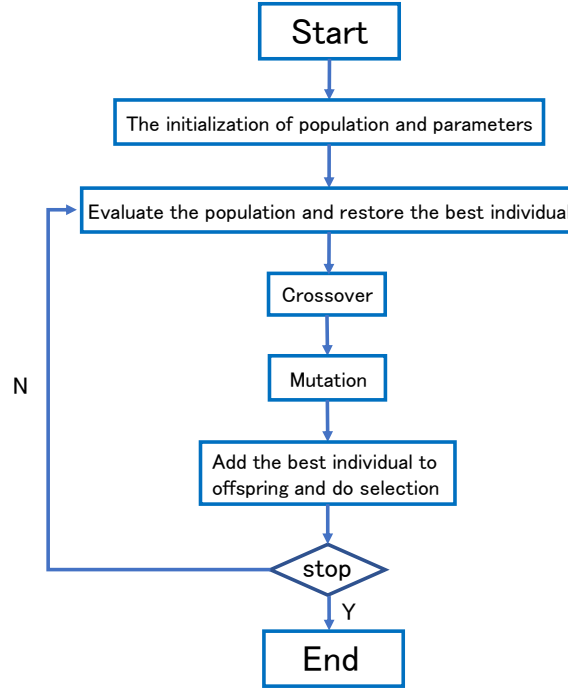 Start
The initialization of population and parameters
Evaluate the population and restore the best individual
Crossover
Mutation
N
Add the best individual to
offspring and do selection
stop
Y
End